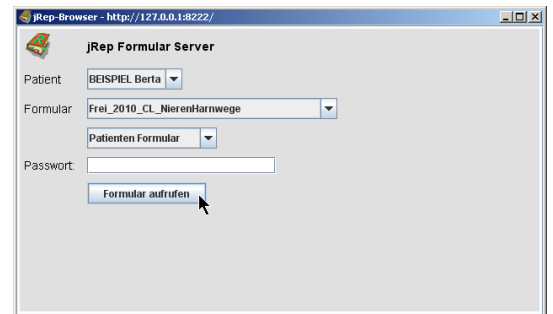 jRep-Browser - http://127.0.0.1:8222/
jRep Formular Server
Patient BEISPIEL Berta
Formular Frei_2010_CL_NierenHarnwege
Patienten Formular
Passwort:
Formular aufrufen